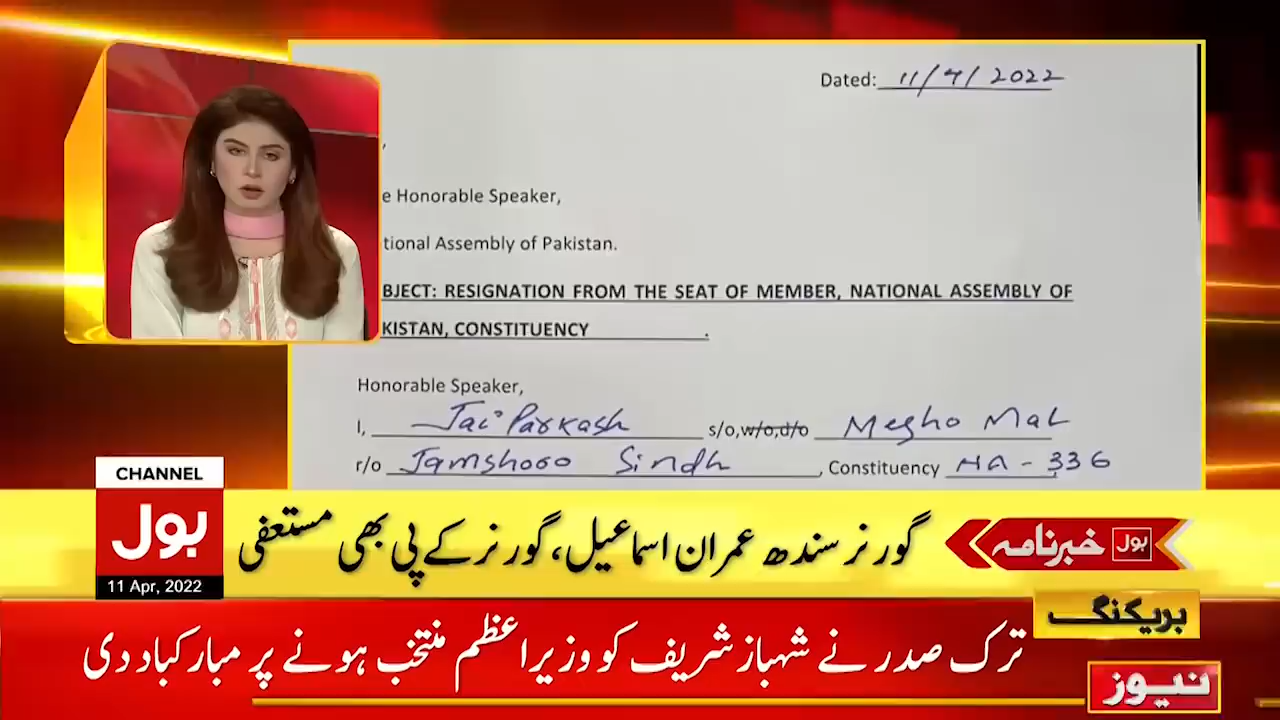 Dated: 11/4/2022
,
e Honorable Speaker,
tional Assembly of Pakistan.
BJECT: RESIGNATION FROM THE SEAT OF MEMBER, NATIONAL ASSEMBLY OF
KISTAN, CONSTITUENCY .
Honorable Speaker,
I, Jai Parkash s/o,w/o,d/o Megho Mal
r/o Jamshoro Sindh, Constituency NA-336
CHANNEL
بول
11 Apr, 2022
بول خبرنامہ
گورنر سندھ عمران اسماعیل، گورنر کے پی بھی مستعفی
بریکنگ
ترک صدر نے شہباز شریف کو وزیراعظم منتخب ہونے پر مبارکباد دی
نیوز